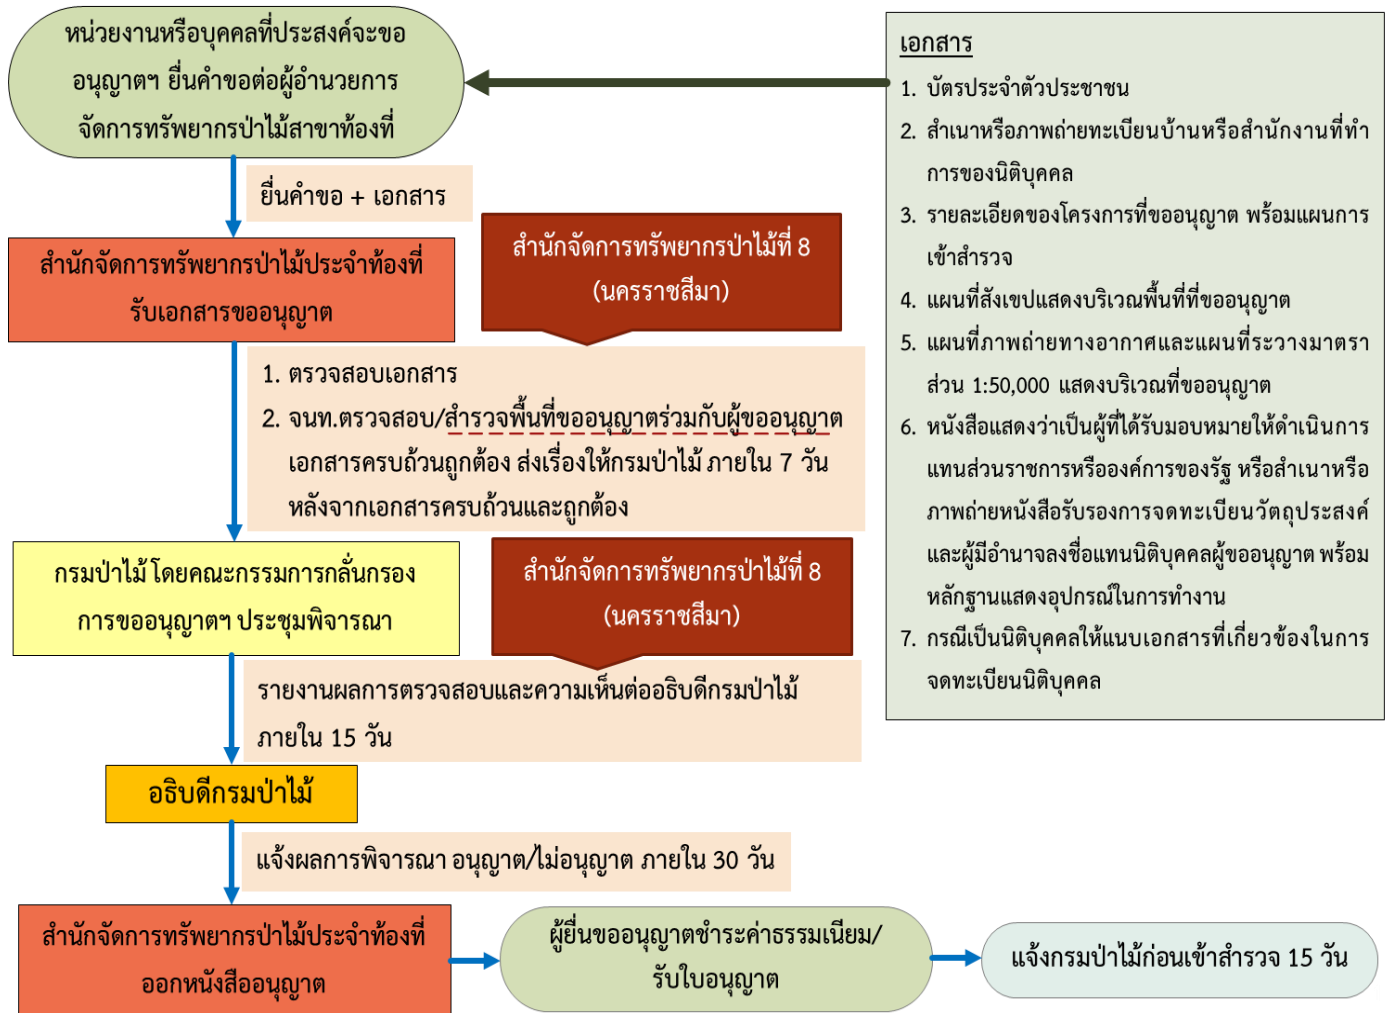 หน่วยงานหรือบุคคลที่ประสงค์จะขอ
อนุญาตฯ ยื่นคำขอต่อผู้อำนวยการ
จัดการทรัพยากรป่าไม้สาขาท้องที่
ยื่นคำขอ + เอกสาร
สำนักจัดการทรัพยากรป่าไม้ประจำท้องที่
รับเอกสารขออนุญาต
สำนักจัดการทรัพยากรป่าไม้ที่ 8
(นครราชสีมา)
1. ตรวจสอบเอกสาร
2. จนท.ตรวจสอบ/สำรวจพื้นที่ขออนุญาตร่วมกับผู้ขออนุญาต
เอกสารครบถ้วนถูกต้อง ส่งเรื่องให้กรมป่าไม้ ภายใน 7 วัน
หลังจากเอกสารครบถ้วนและถูกต้อง
กรมป่าไม้ โดยคณะกรรมการกลั่นกรอง
การขออนุญาตฯ ประชุมพิจารณา
สำนักจัดการทรัพยากรป่าไม้ที่ 8
(นครราชสีมา)
รายงานผลการตรวจสอบและความเห็นต่ออธิบดีกรมป่าไม้
ภายใน 15 วัน
อธิบดีกรมป่าไม้
แจ้งผลการพิจารณา อนุญาต/ไม่อนุญาต ภายใน 30 วัน
สำนักจัดการทรัพยากรป่าไม้ประจำท้องที่
ออกหนังสืออนุญาต
ผู้ยื่นขออนุญาตชำระค่าธรรมเนียม/
รับใบอนุญาต
แจ้งกรมป่าไม้ก่อนเข้าสำรวจ 15 วัน
เอกสาร
1. บัตรประจำตัวประชาชน
2. สำเนาหรือภาพถ่ายทะเบียนบ้านหรือสำนักงานที่ทำ
การของนิติบุคคล
3. รายละเอียดของโครงการที่ขออนุญาต พร้อมแผนการ
เข้าสำรวจ
4. แผนที่สังเขปแสดงบริเวณพื้นที่ที่ขออนุญาต
5. แผนที่ภาพถ่ายทางอากาศและแผนที่ระวางมาตรา
ส่วน 1:50,000 แสดงบริเวณที่ขออนุญาต
6. หนังสือแสดงว่าเป็นผู้ที่ได้รับมอบหมายให้ดำเนินการ
แทนส่วนราชการหรือองค์การของรัฐ หรือสำเนาหรือ
ภาพถ่ายหนังสือรับรองการจดทะเบียนวัตถุประสงค์
และผู้มีอำนาจลงชื่อแทนนิติบุคคลผู้ขออนุญาต พร้อม
หลักฐานแสดงอุปกรณ์ในการทำงาน
7. กรณีเป็นนิติบุคคลให้แนบเอกสารที่เกี่ยวข้องในการ
จดทะเบียนนิติบุคคล